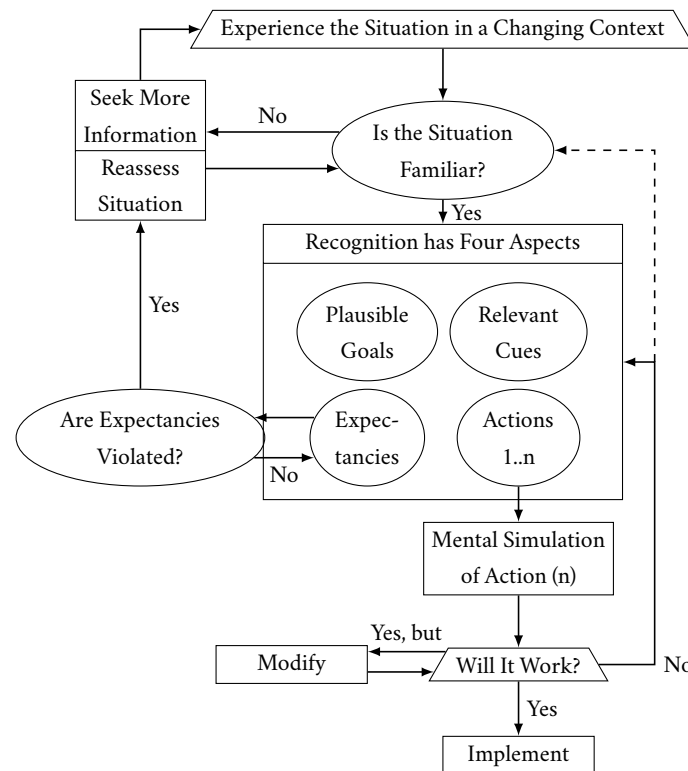 Experience the Situation in a Changing Context
Seek More
Information
No
Is the Situation
Familiar?
Reassess
Situation
Yes
Recognition has Four Aspects
Plausible
Goals
Relevant
Cues
Yes
Are Expectancies
Violated?
Expec-
tancies
Actions
1..n
No
Mental Simulation
of Action (n)
Yes, but
Modify
Will It Work?
No
Yes
Implement